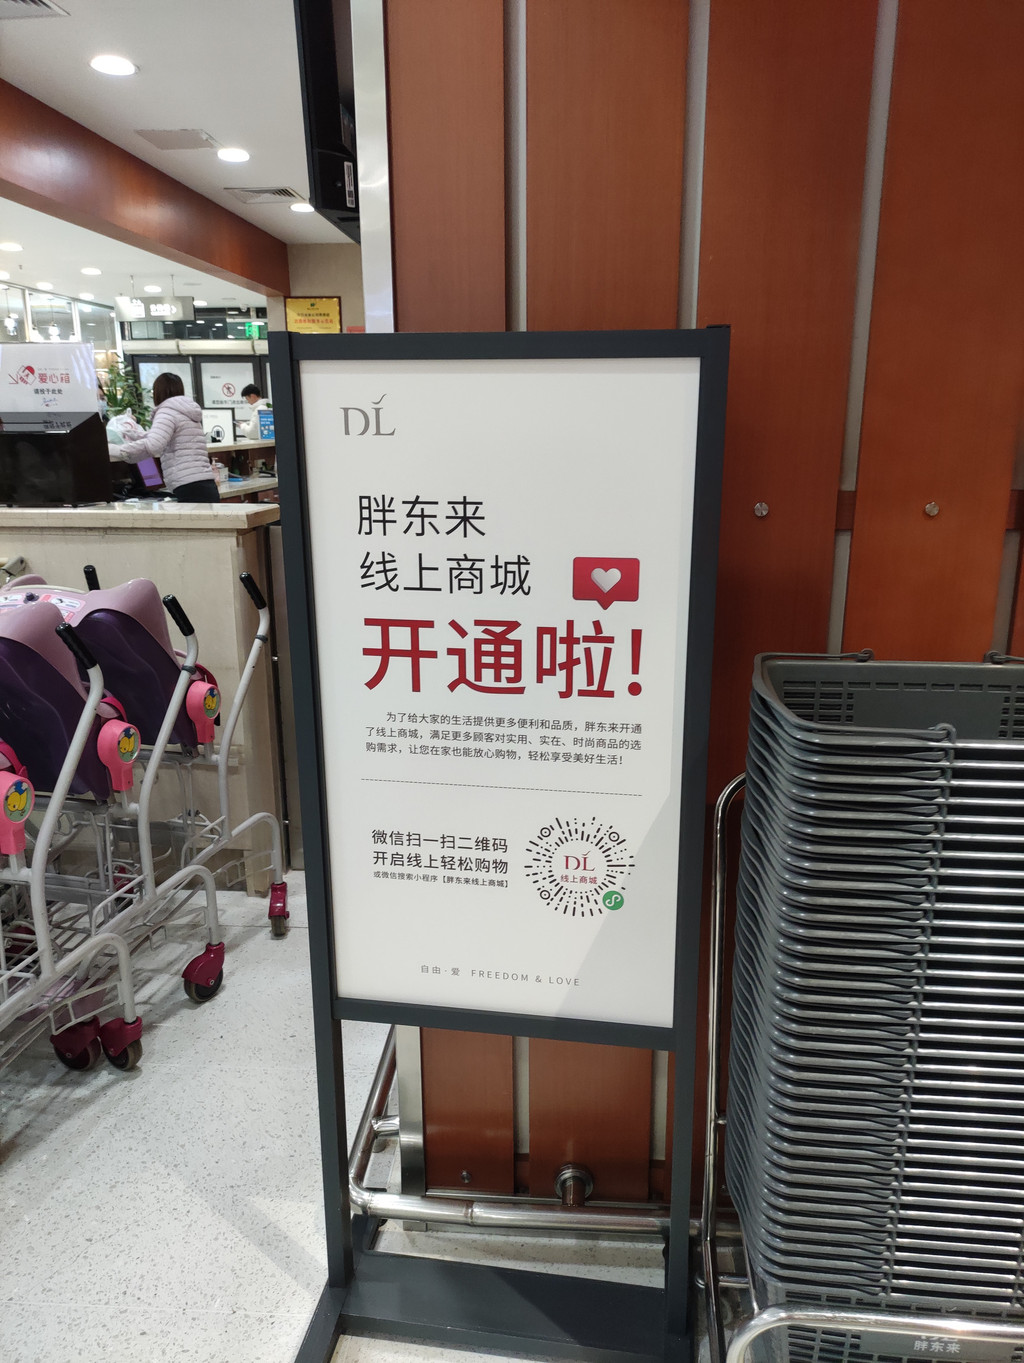 DL
胖东来
线上商城
开通啦!
为了给大家的生活提供更多便利和品质，胖东来开通
了线上商城，满足更多顾客对实用、实在、时尚商品的选
购需求，让您在家也能放心购物，轻松享受美好生活！
微信扫一扫二维码
开启线上轻松购物
或微信搜索小程序【胖东来线上商城】
DL
线上商城
自由·爱 FREEDOM & LOVE
爱心箱
请投于此处
胖东来